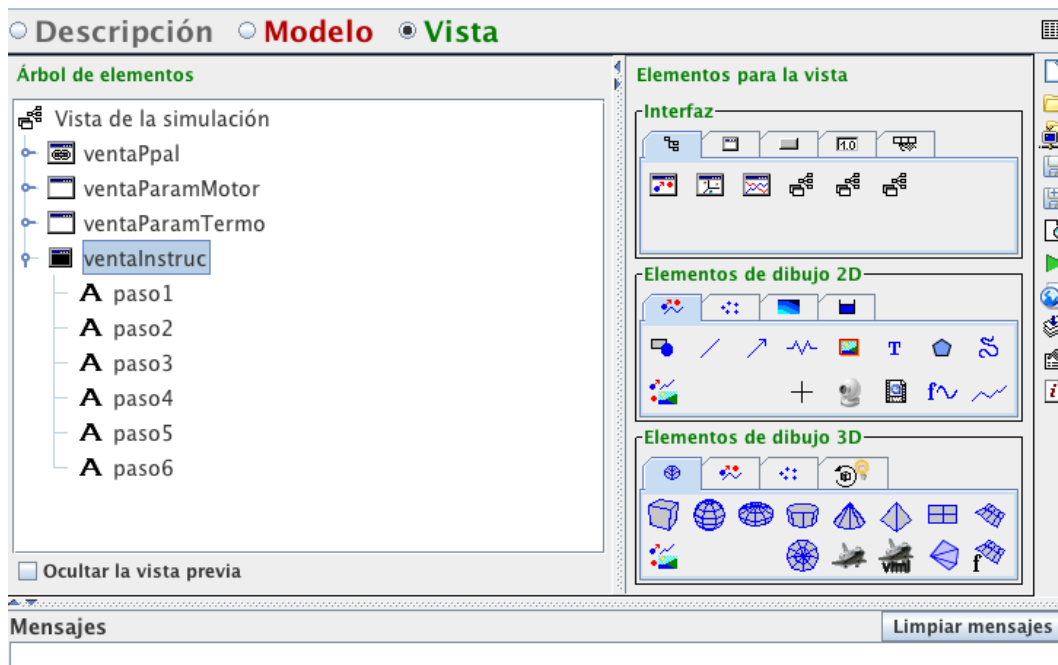 Descripción Modelo Vista
Árbol de elementos
Vista de la simulación
ventaPpal
ventaParamMotor
ventaParamTermo
ventaInstruc
A paso1
A paso2
A paso3
A paso4
A paso5
A paso6
Ocultar la vista previa
Elementos para la vista
Interfaz
1.0
Elementos de dibujo 2D
T
f
Elementos de dibujo 3D
vrml
f
i
Mensajes
Limpiar mensajes